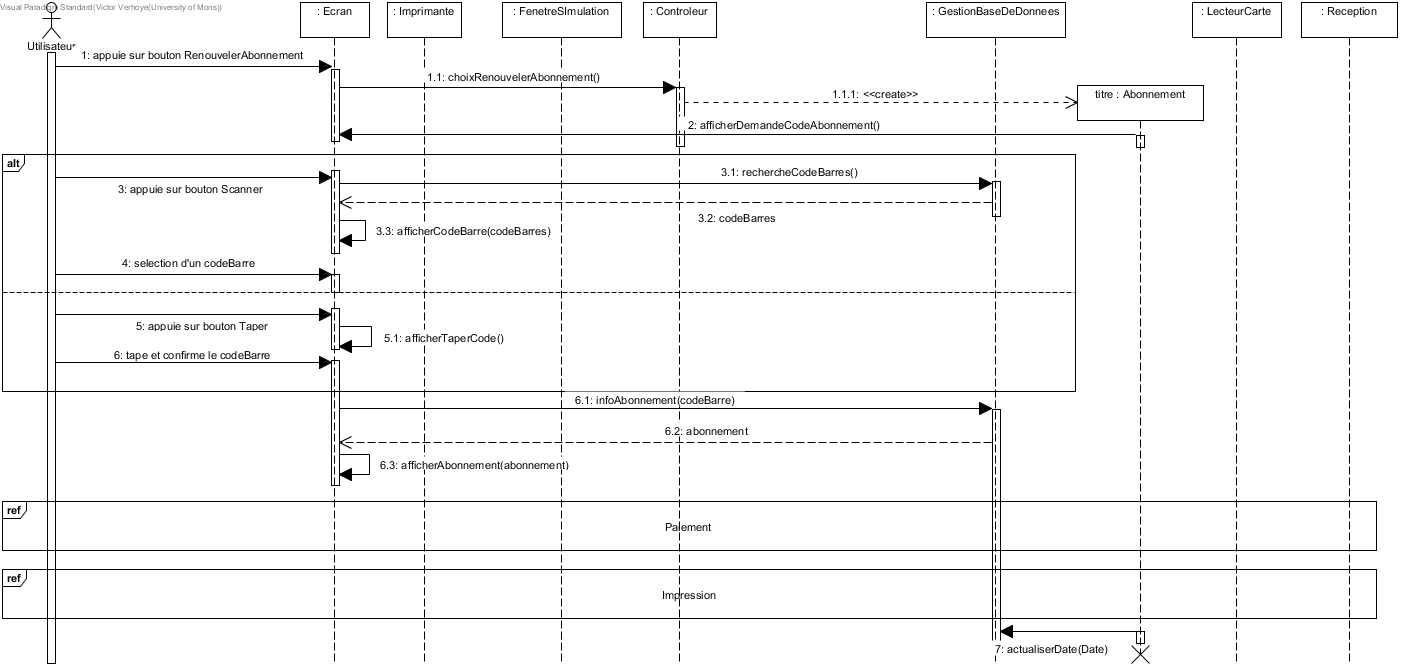 Visual Paradigm Standard(Victor Verhoye(University of Mons))
: Ecran
: Imprimante
: FenetreSImulation
: Controleur
: GestionBaseDeDonnees
: LecteurCarte
: Reception
Utilisateur
1: appuie sur bouton RenouvelerAbonnement
1.1: choixRenouvelerAbonnement()
1.1.1: <<create>>
titre : Abonnement
2: afficherDemandeCodeAbonnement()
alt
3: appuie sur bouton Scanner
3.1: rechercheCodeBarres()
3.2: codeBarres
3.3: afficherCodeBarre(codeBarres)
4: selection d'un codeBarre
5: appuie sur bouton Taper
5.1: afficherTaperCode()
6: tape et confirme le codeBarre
6.1: infoAbonnement(codeBarre)
6.2: abonnement
6.3: afficherAbonnement(abonnement)
ref
Paiement
ref
Impression
7: actualiserDate(Date)